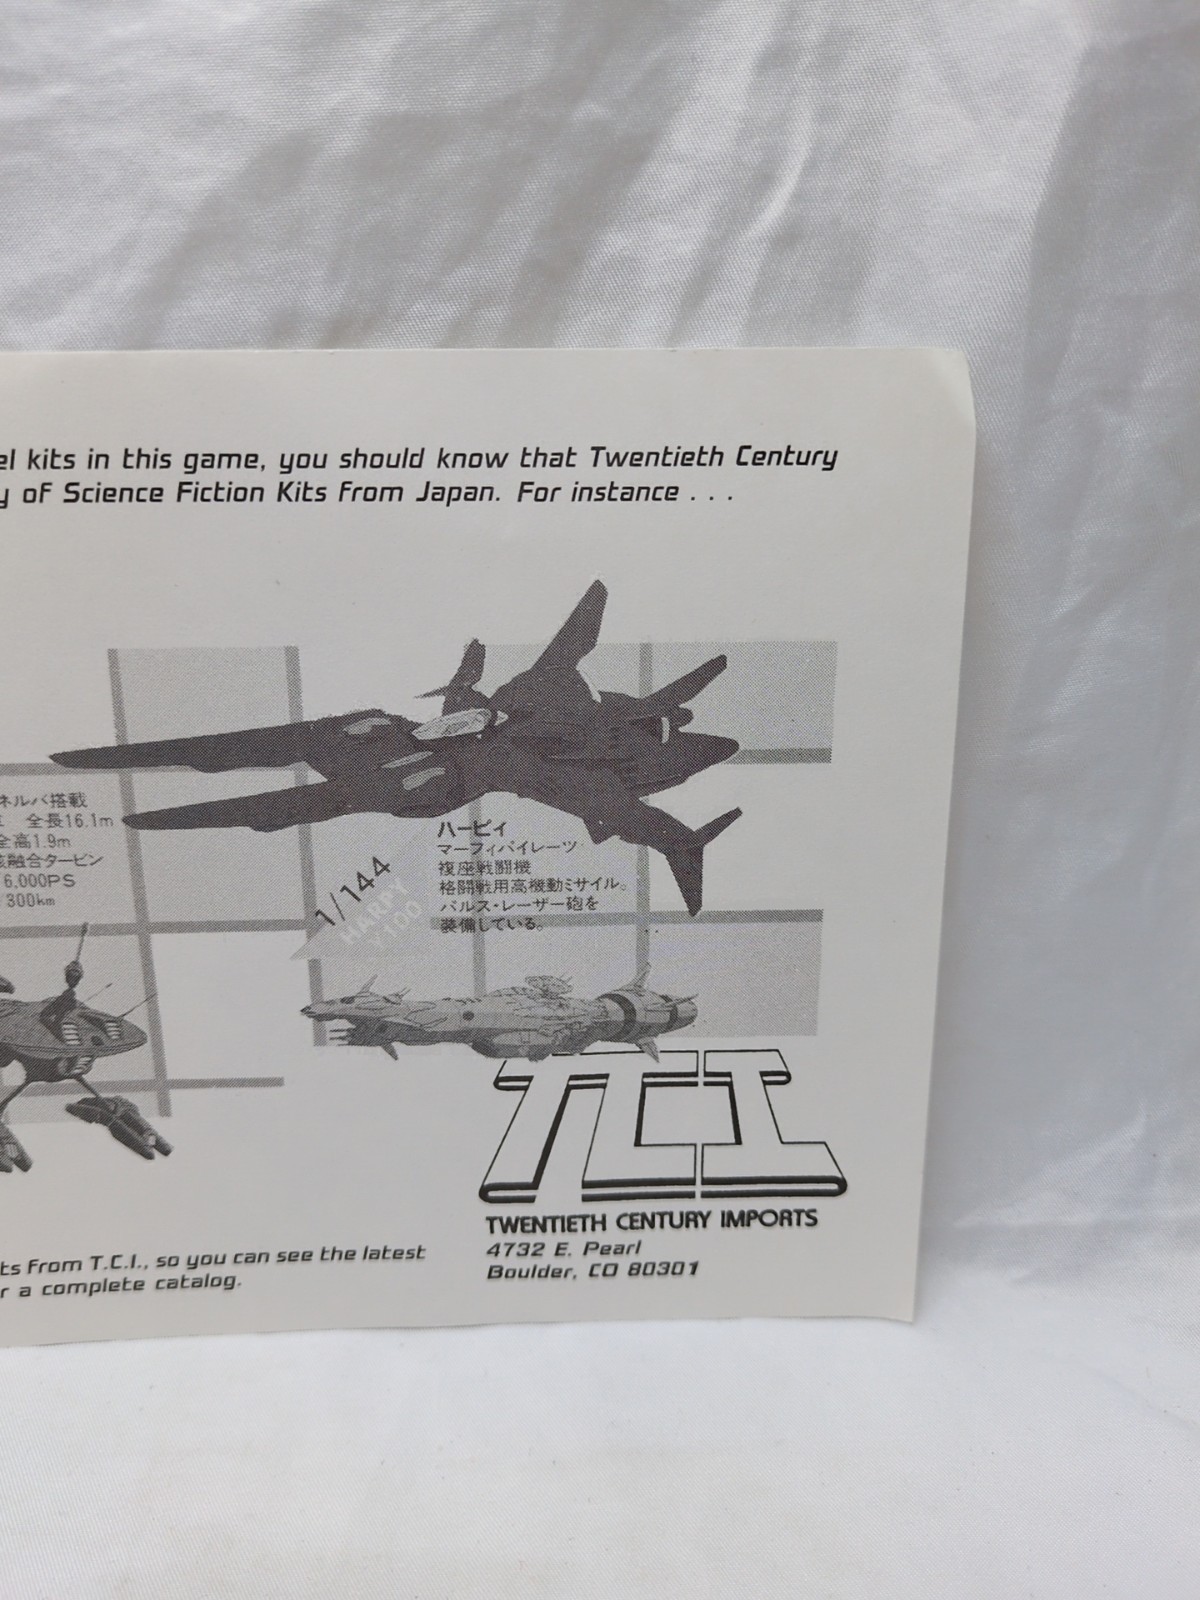 el kits in this game, you should know that Twentieth Century
y of Science Fiction Kits from Japan. For instance . . .
ネルバ搭載
全長16.1m
全高1.9m
核融合タービン
6,000PS
300km
1/144
HARPY
Y100
ハーピィ
マーフィパイレーツ
複座戦闘機
格闘戦用高機動ミサイル。
パルス・レーザー砲を
装備している。
TCI
TWENTIETH CENTURY IMPORTS
4732 E. Pearl
Boulder, CO 80301
ts from T.C.I., so you can see the latest
r a complete catalog.